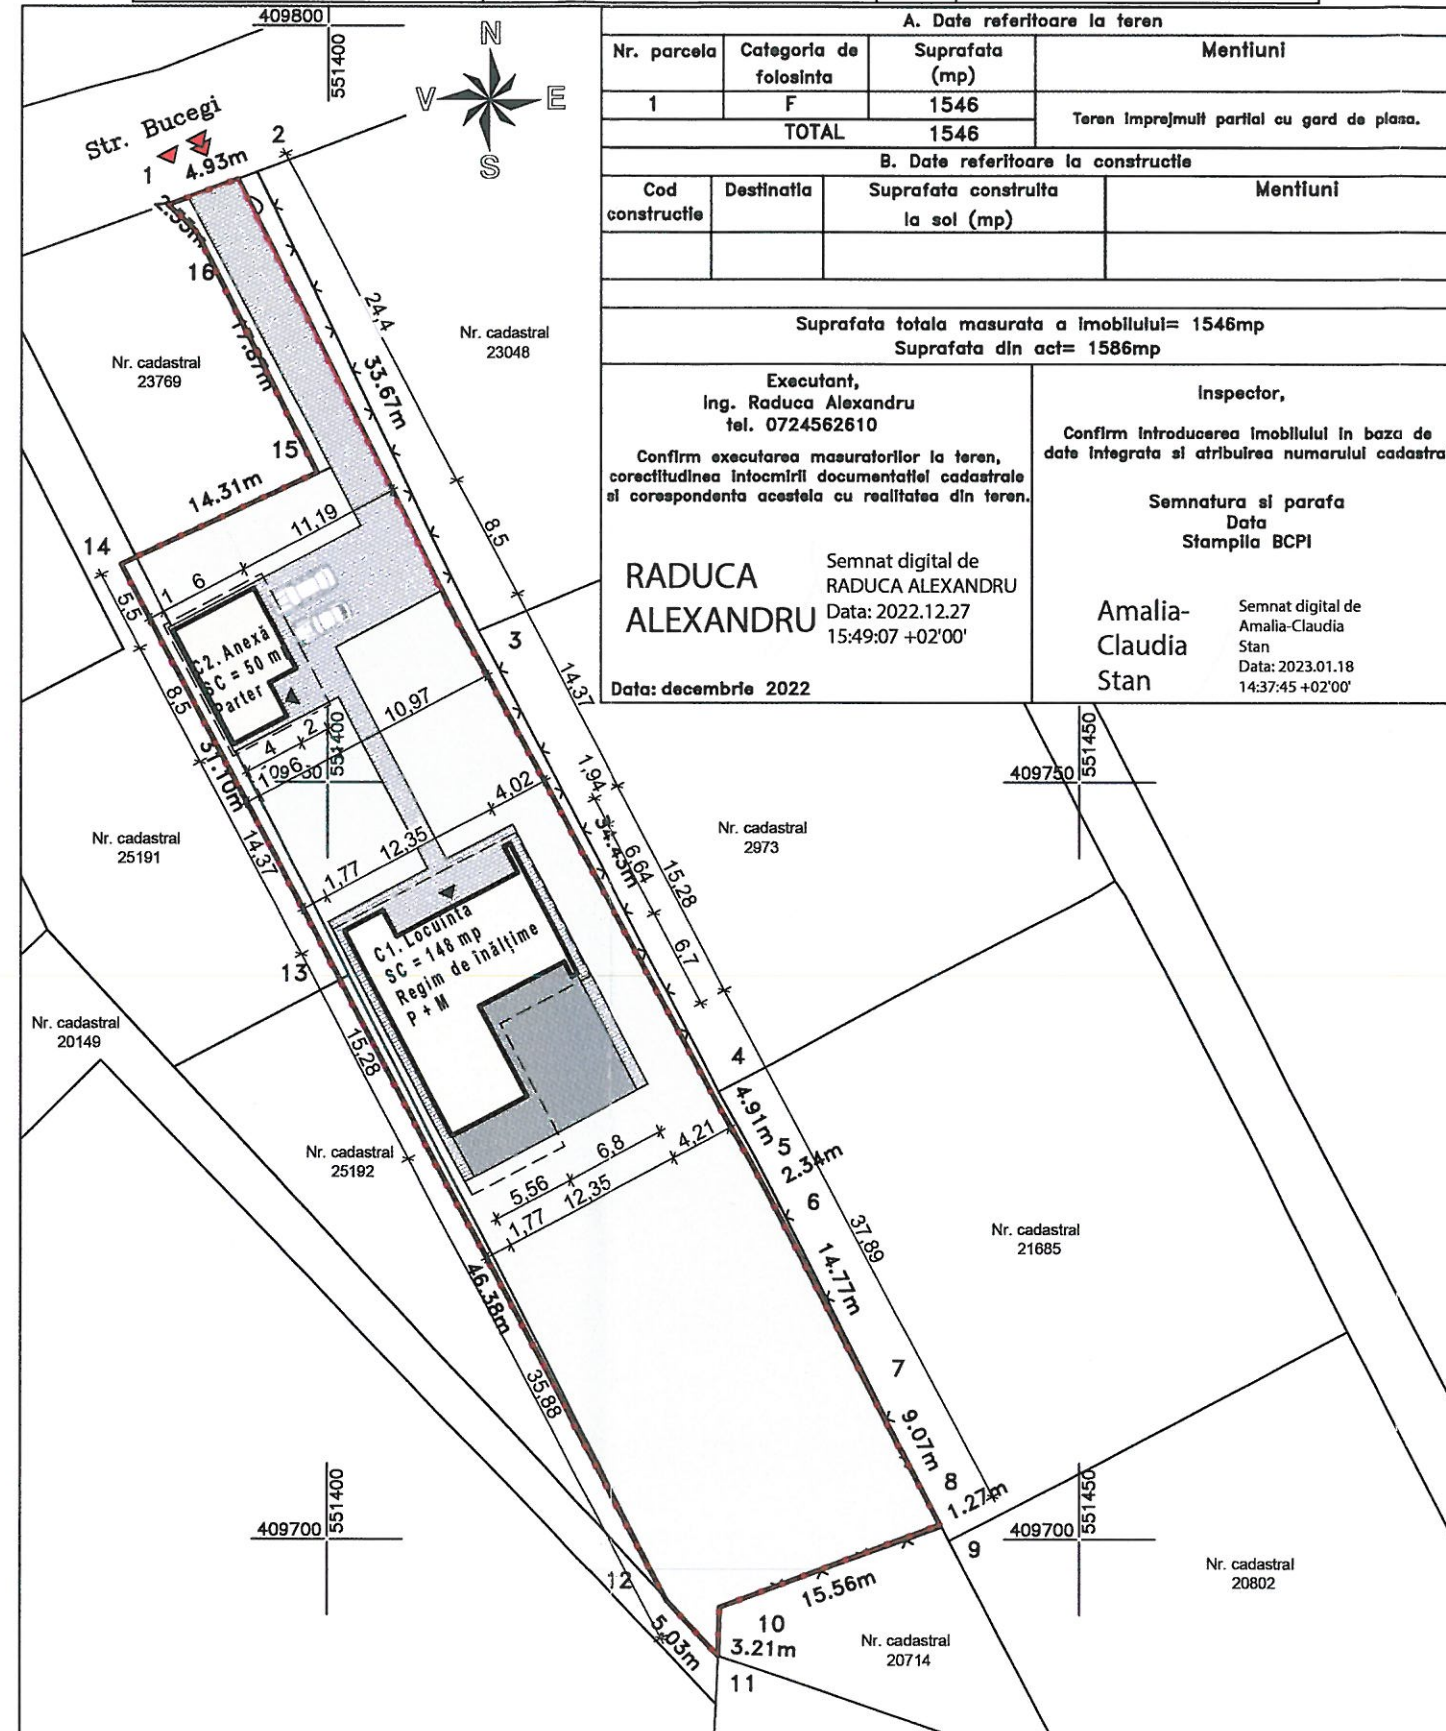 409800
551400
N
V
E
S
Str. Bucegi
1
4.93m
2
2.55m
16
17.87m
24,4
33.67m
Nr. cadastral
23048
Nr. cadastral
23769
15
14.31m
14
11,19
8,5
5,5
1
6
3
C2. Anexă
SC = 50 m
Parter
8,5
31.10m
4
2
10,97
1
6
551400
14,37
1,94
409750
551450
4,02
12,35
1,77
6,64
34.43m
15,28
6,7
Nr. cadastral
25191
14,37
Nr. cadastral
2973
C1. Locuinta
SC = 148 mp
Regim de înălțime
P + M
13
Nr. cadastral
20149
15,28
4
4.91m
5
2.34m
6
Nr. cadastral
25192
4,21
6,8
5,56
12,35
1,77
37,89
Nr. cadastral
21685
14.77m
46.38m
7
35,88
9.07m
8
1.27m
9
409700
551400
409700
551450
12
15.56m
10
3.21m
5.03m
11
Nr. cadastral
20714
Nr. cadastral
20802
A. Date referitoare la teren
Nr. parcela
Categoria de
folosinta
Suprafata
(mp)
Mentiuni
1
F
1546
Teren imprejmuit partial cu gard de plasa.
TOTAL
1546
B. Date referitoare la constructie
Cod
constructie
Destinatia
Suprafata construita
la sol (mp)
Mentiuni
Suprafata totala masurata a imobilului= 1546mp
Suprafata din act= 1586mp
Executant,
ing. Raduca Alexandru
tel. 0724562610
Confirm executarea masuratorilor la teren,
corectitudinea intocmirii documentatiei cadastrale
si corespondenta acesteia cu realitatea din teren.
RADUCA
ALEXANDRU
Semnat digital de
RADUCA ALEXANDRU
Data: 2022.12.27
15:49:07 +02'00'
Data: decembrie 2022
Inspector,
Confirm introducerea imobilului in baza de
date integrata si atribuirea numarului cadastra
Semnatura si parafa
Data
Stampila BCPI
Amalia-
Claudia
Stan
Semnat digital de
Amalia-Claudia
Stan
Data: 2023.01.18
14:37:45 +02'00'